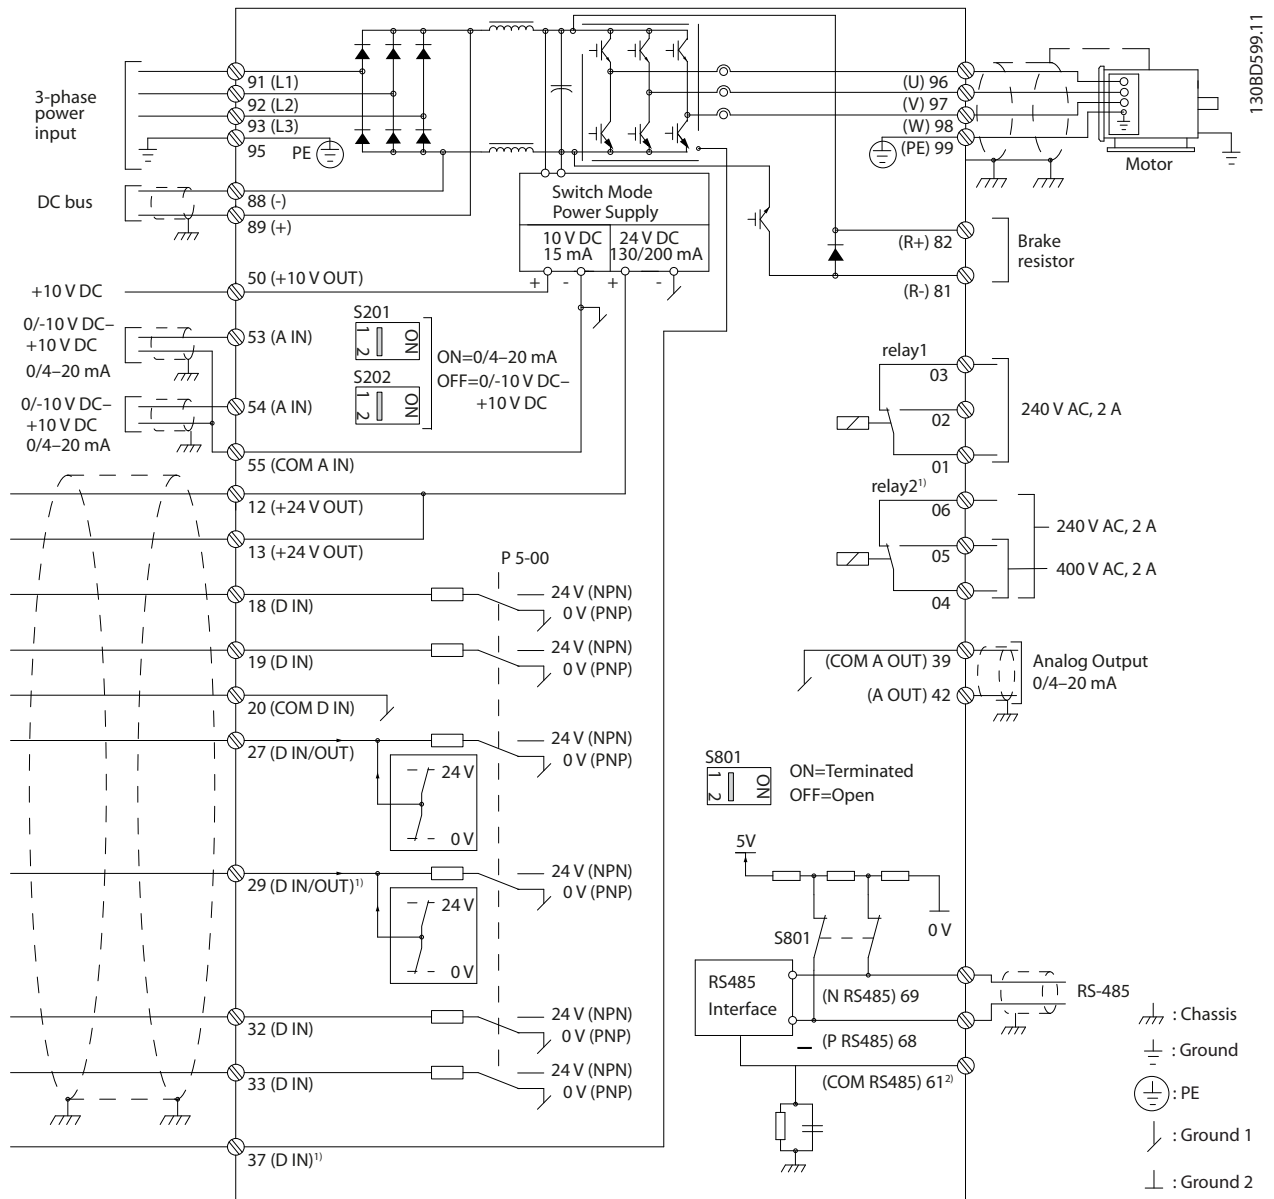 130BD599.11
3-phase
power
input
91 (L1)
92 (L2)
93 (L3)
95
PE
DC bus
88 (-)
89 (+)
+10 V DC
50 (+10 V OUT)
0/-10 V DC–
+10 V DC
0/4–20 mA
53 (A IN)
0/-10 V DC–
+10 V DC
0/4–20 mA
54 (A IN)
55 (COM A IN)
12 (+24 V OUT)
13 (+24 V OUT)
18 (D IN)
19 (D IN)
20 (COM D IN)
27 (D IN/OUT)
24 V
0 V
29 (D IN/OUT)¹⁾
24 V
0 V
32 (D IN)
33 (D IN)
37 (D IN)¹⁾
S201
1
2
ON
S202
1
2
ON
ON=0/4–20 mA
OFF=0/-10 V DC–
+10 V DC
Switch Mode
Power Supply
10 V DC
15 mA
24 V DC
130/200 mA
+
-
+
-
P 5-00
24 V (NPN)
0 V (PNP)
24 V (NPN)
0 V (PNP)
24 V (NPN)
0 V (PNP)
24 V (NPN)
0 V (PNP)
24 V (NPN)
0 V (PNP)
24 V (NPN)
0 V (PNP)
(U) 96
(V) 97
(W) 98
(PE) 99
Motor
(R+) 82
(R-) 81
Brake
resistor
relay1
03
02
01
240 V AC, 2 A
relay2¹⁾
06
05
04
240 V AC, 2 A
400 V AC, 2 A
(COM A OUT) 39
(A OUT) 42
Analog Output
0/4–20 mA
S801
1
2
ON
ON=Terminated
OFF=Open
5V
0 V
S801
RS485
Interface
(N RS485) 69
(P RS485) 68
(COM RS485) 61²⁾
RS-485
: Chassis
: Ground
: PE
: Ground 1
: Ground 2